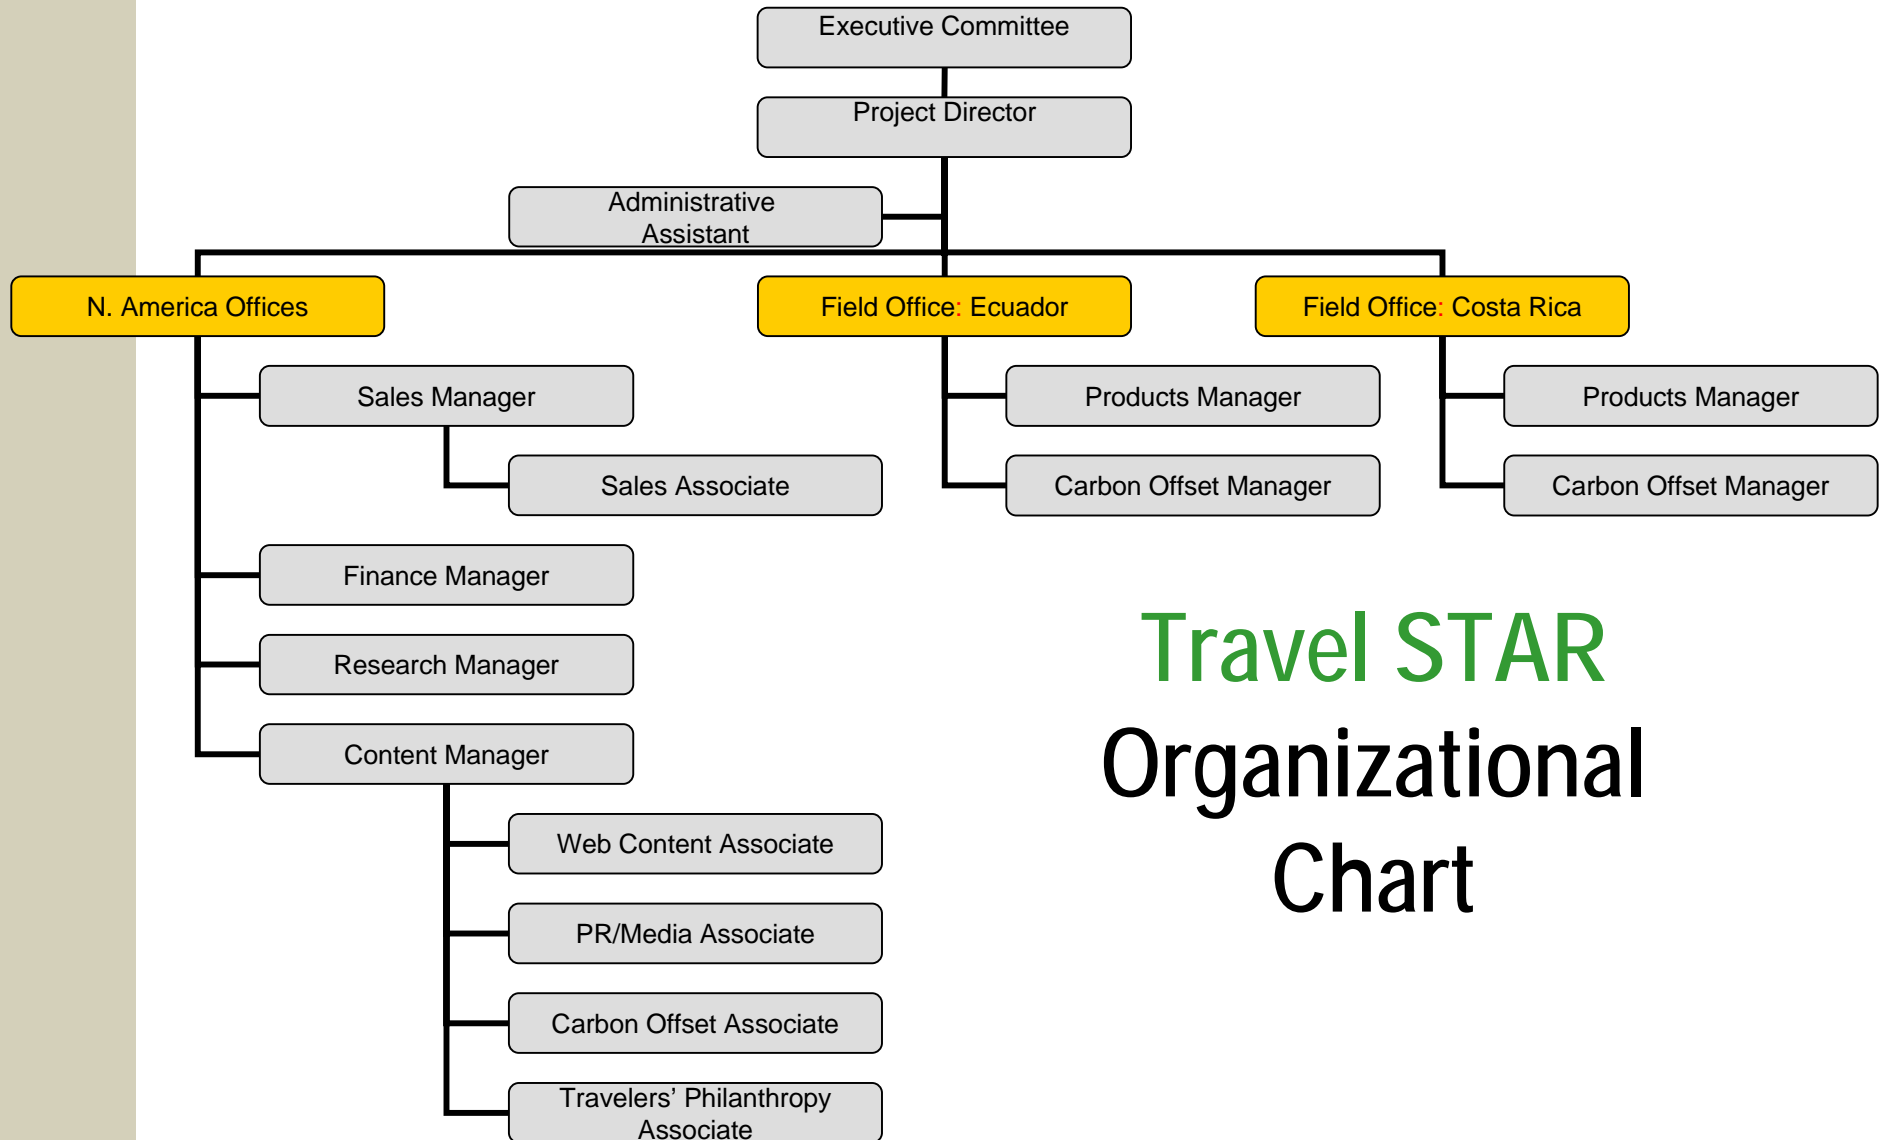 Executive Committee
Project Director
Administrative
Assistant
N. America Offices
Field Office: Ecuador
Field Office: Costa Rica
Sales Manager
Products Manager
Products Manager
Sales Associate
Carbon Offset Manager
Carbon Offset Manager
Finance Manager
Research Manager
Content Manager
Web Content Associate
PR/Media Associate
Carbon Offset Associate
Travelers’ Philanthropy
Associate
Travel STAR
Organizational
Chart